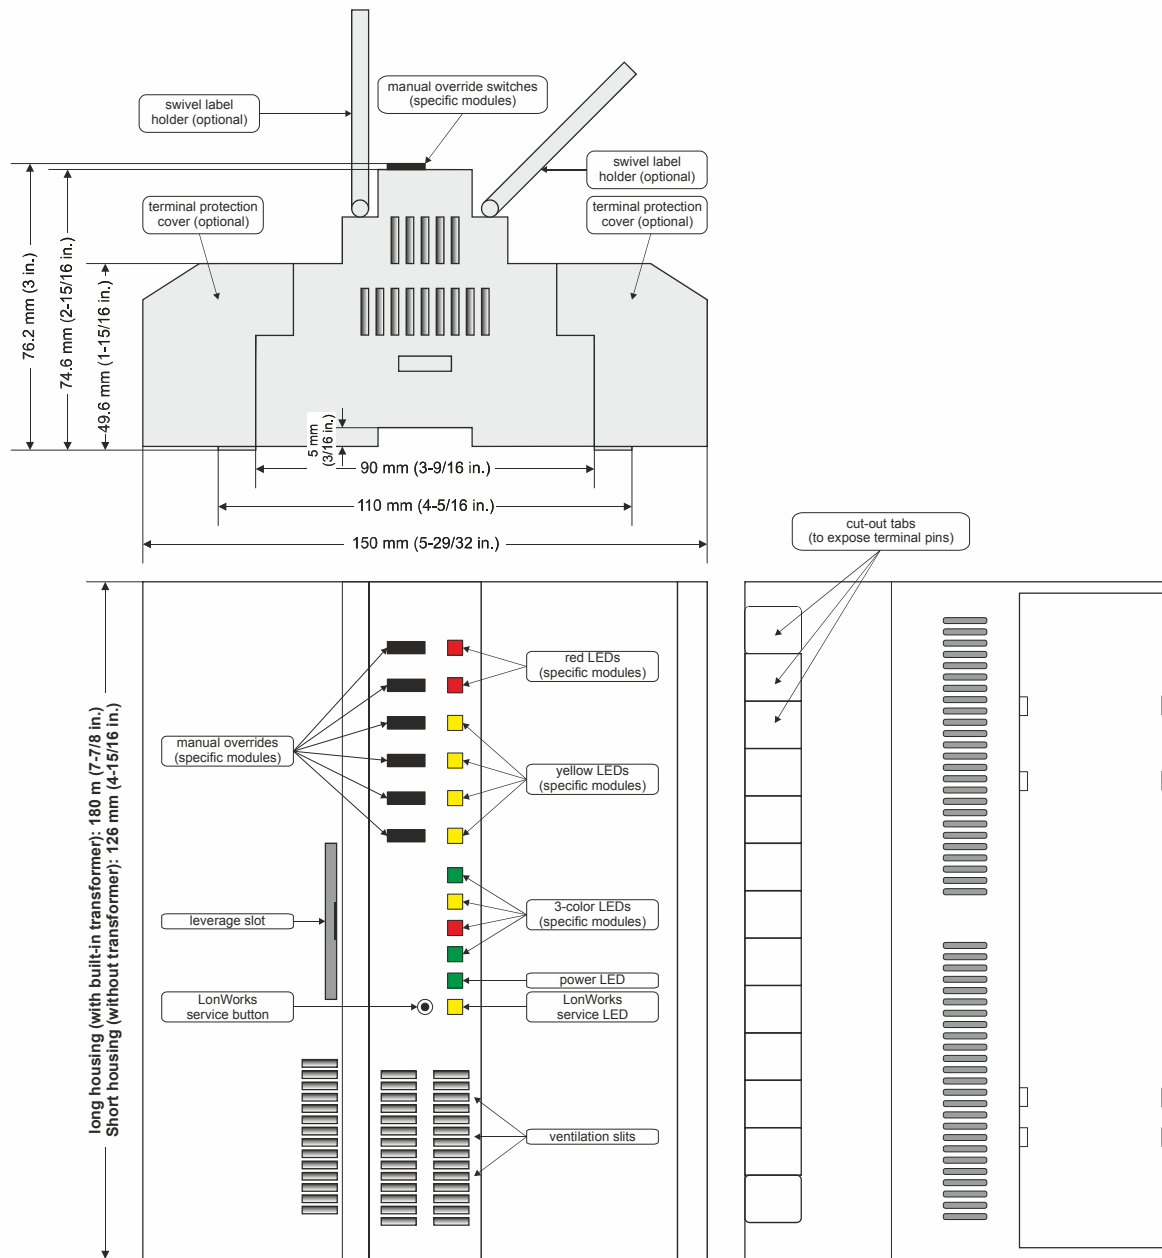 manual override switches
(specific modules)
swivel label
holder (optional)
swivel label
holder (optional)
terminal protection
cover (optional)
terminal protection
cover (optional)
76.2 mm (3 in.)
74.6 mm (2-15/16 in.)
49.6 mm (1-15/16 in.)
5 mm
(3/16 in.)
90 mm (3-9/16 in.)
110 mm (4-5/16 in.)
150 mm (5-29/32 in.)
cut-out tabs
(to expose terminal pins)
long housing (with built-in transformer): 180 m (7-7/8 in.)
Short housing (without transformer): 126 mm (4-15/16 in.)
red LEDs
(specific modules)
manual overrides
(specific modules)
yellow LEDs
(specific modules)
leverage slot
3-color LEDs
(specific modules)
power LED
LonWorks
service button
LonWorks
service LED
ventilation slits